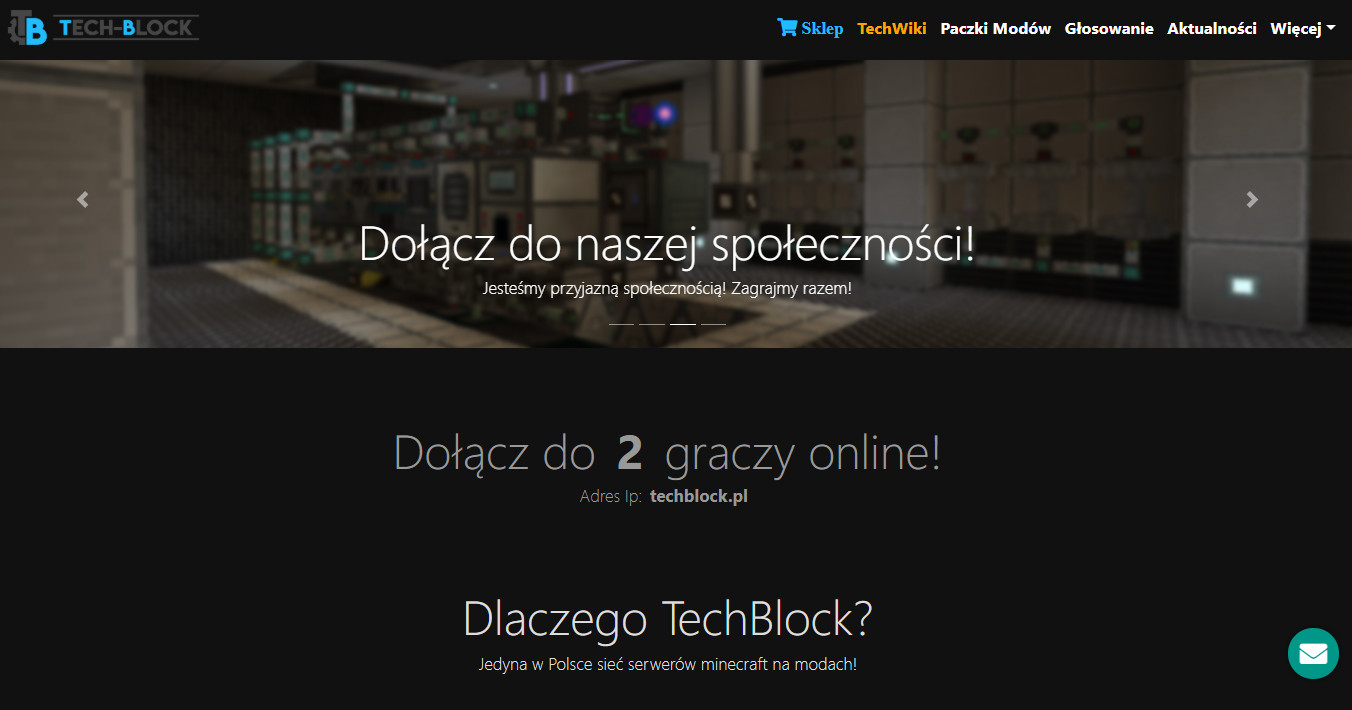 TB TECH-BLOCK
Sklep TechWiki Paczki Modów Głosowanie Aktualności Więcej
Dołącz do naszej społeczności!
Jesteśmy przyjazną społecznością! Zagrajmy razem!
Dołącz do 2 graczy online!
Adres Ip: techblock.pl
Dlaczego TechBlock?
Jedyna w Polsce sieć serwerów minecraft na modach!